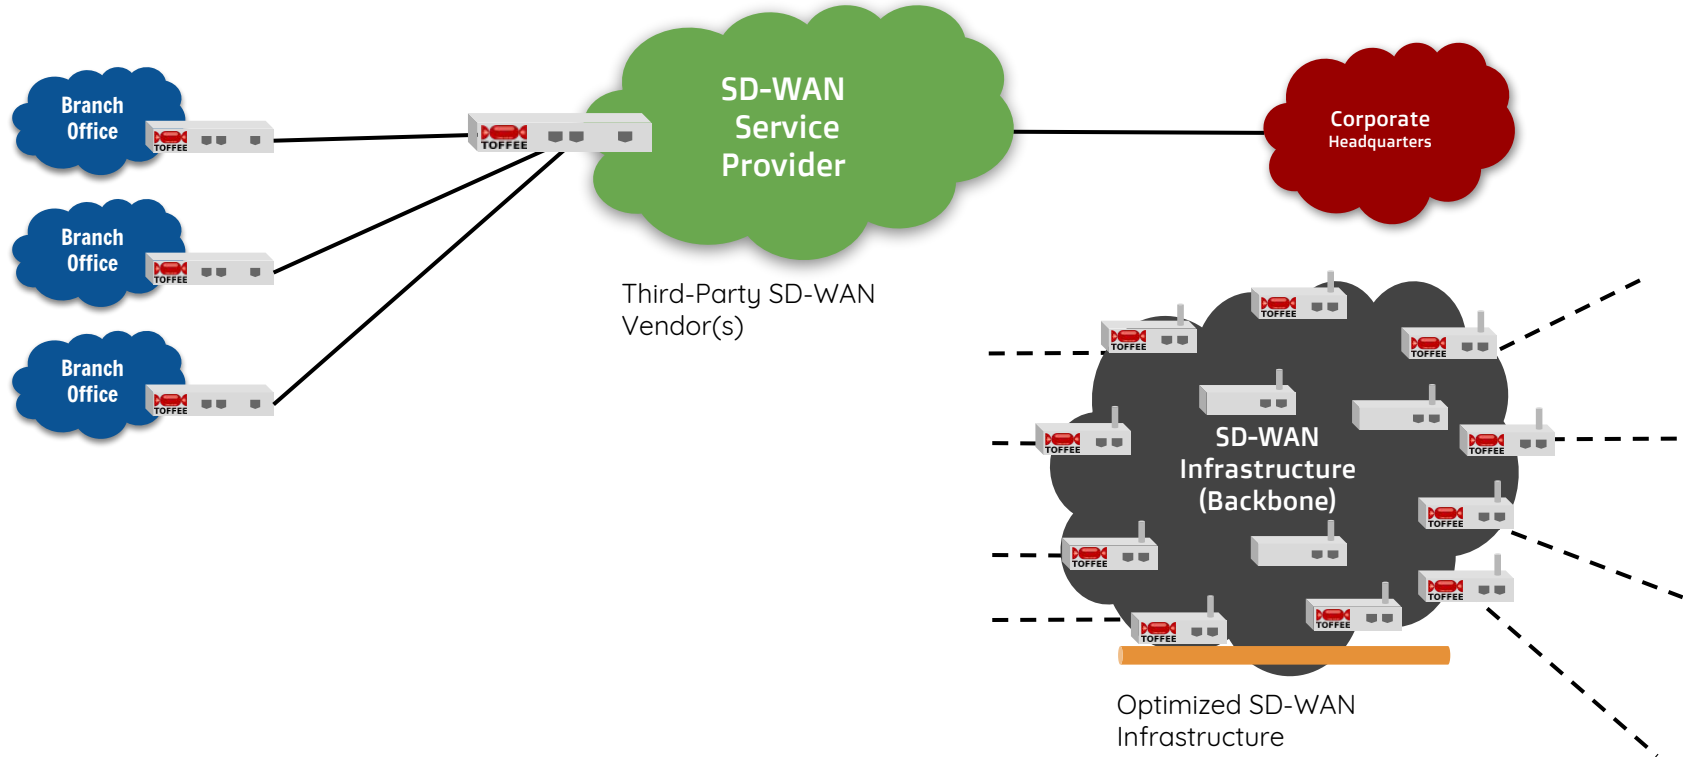 Branch
Office
TOFFEE
Branch
Office
TOFFEE
Branch
Office
TOFFEE
TOFFEE
SD-WAN
Service
Provider
Third-Party SD-WAN
Vendor(s)
Corporate
Headquarters
TOFFEE
TOFFEE
TOFFEE
TOFFEE
TOFFEE
SD-WAN
Infrastructure
(Backbone)
TOFFEE
TOFFEE
TOFFEE
TOFFEE
TOFFEE
Optimized SD-WAN
Infrastructure